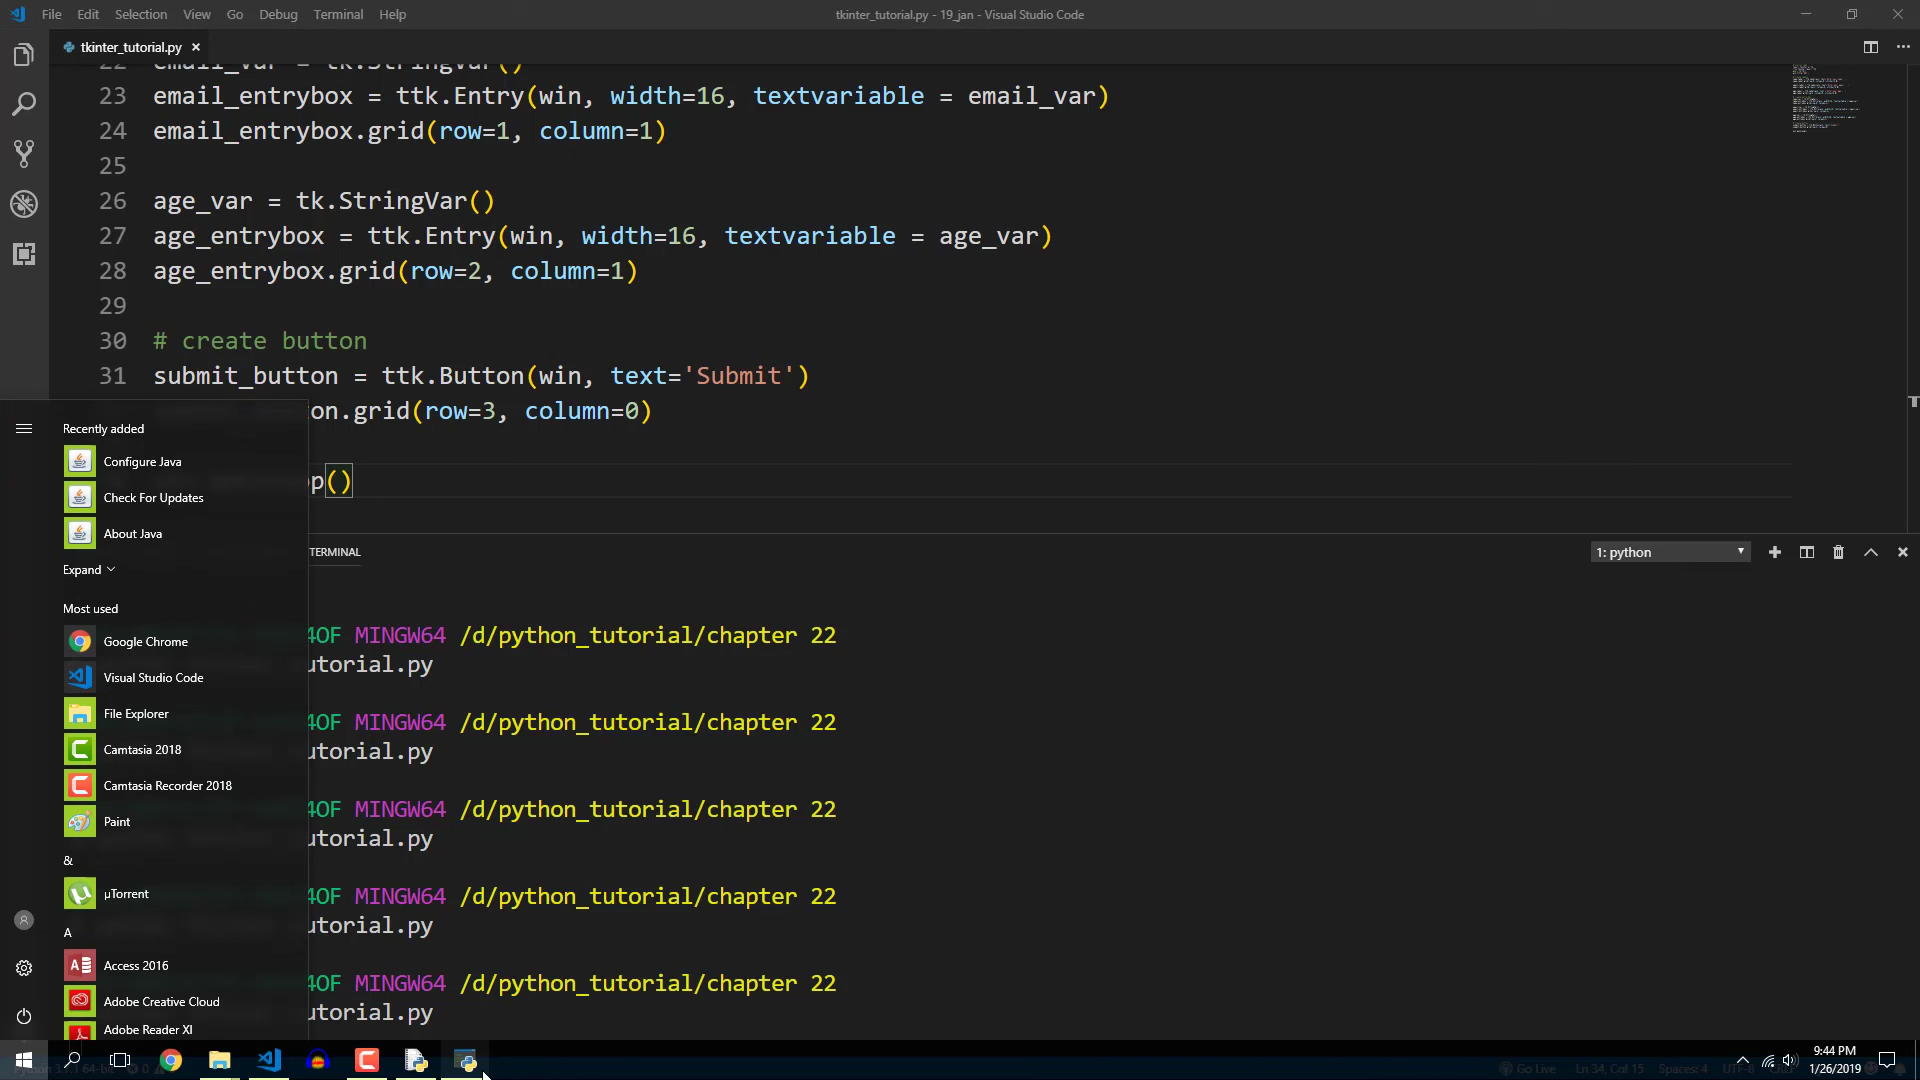 File Edit Selection View Go Debug Terminal Help
tkinter_tutorial.py - 19_jan - Visual Studio Code
tkinter_tutorial.py
22 email_var = tk.StringVar()
23 email_entrybox = ttk.Entry(win, width=16, textvariable = email_var)
24 email_entrybox.grid(row=1, column=1)
25
26 age_var = tk.StringVar()
27 age_entrybox = ttk.Entry(win, width=16, textvariable = age_var)
28 age_entrybox.grid(row=2, column=1)
29
30 # create button
31 submit_button = ttk.Button(win, text='Submit')
on.grid(row=3, column=0)
p()
Recently added
Configure Java
Check For Updates
About Java
Expand
Most used
Google Chrome
Visual Studio Code
File Explorer
Camtasia 2018
Camtasia Recorder 2018
Paint
&
µTorrent
A
Access 2016
Adobe Creative Cloud
Adobe Reader XI
TERMINAL
1: python
4OF MINGW64 /d/python_tutorial/chapter 22
utorial.py
4OF MINGW64 /d/python_tutorial/chapter 22
utorial.py
4OF MINGW64 /d/python_tutorial/chapter 22
utorial.py
4OF MINGW64 /d/python_tutorial/chapter 22
utorial.py
4OF MINGW64 /d/python_tutorial/chapter 22
utorial.py
9:44 PM
1/26/2019
Go Live Ln 34, Col 15 Spaces: 4